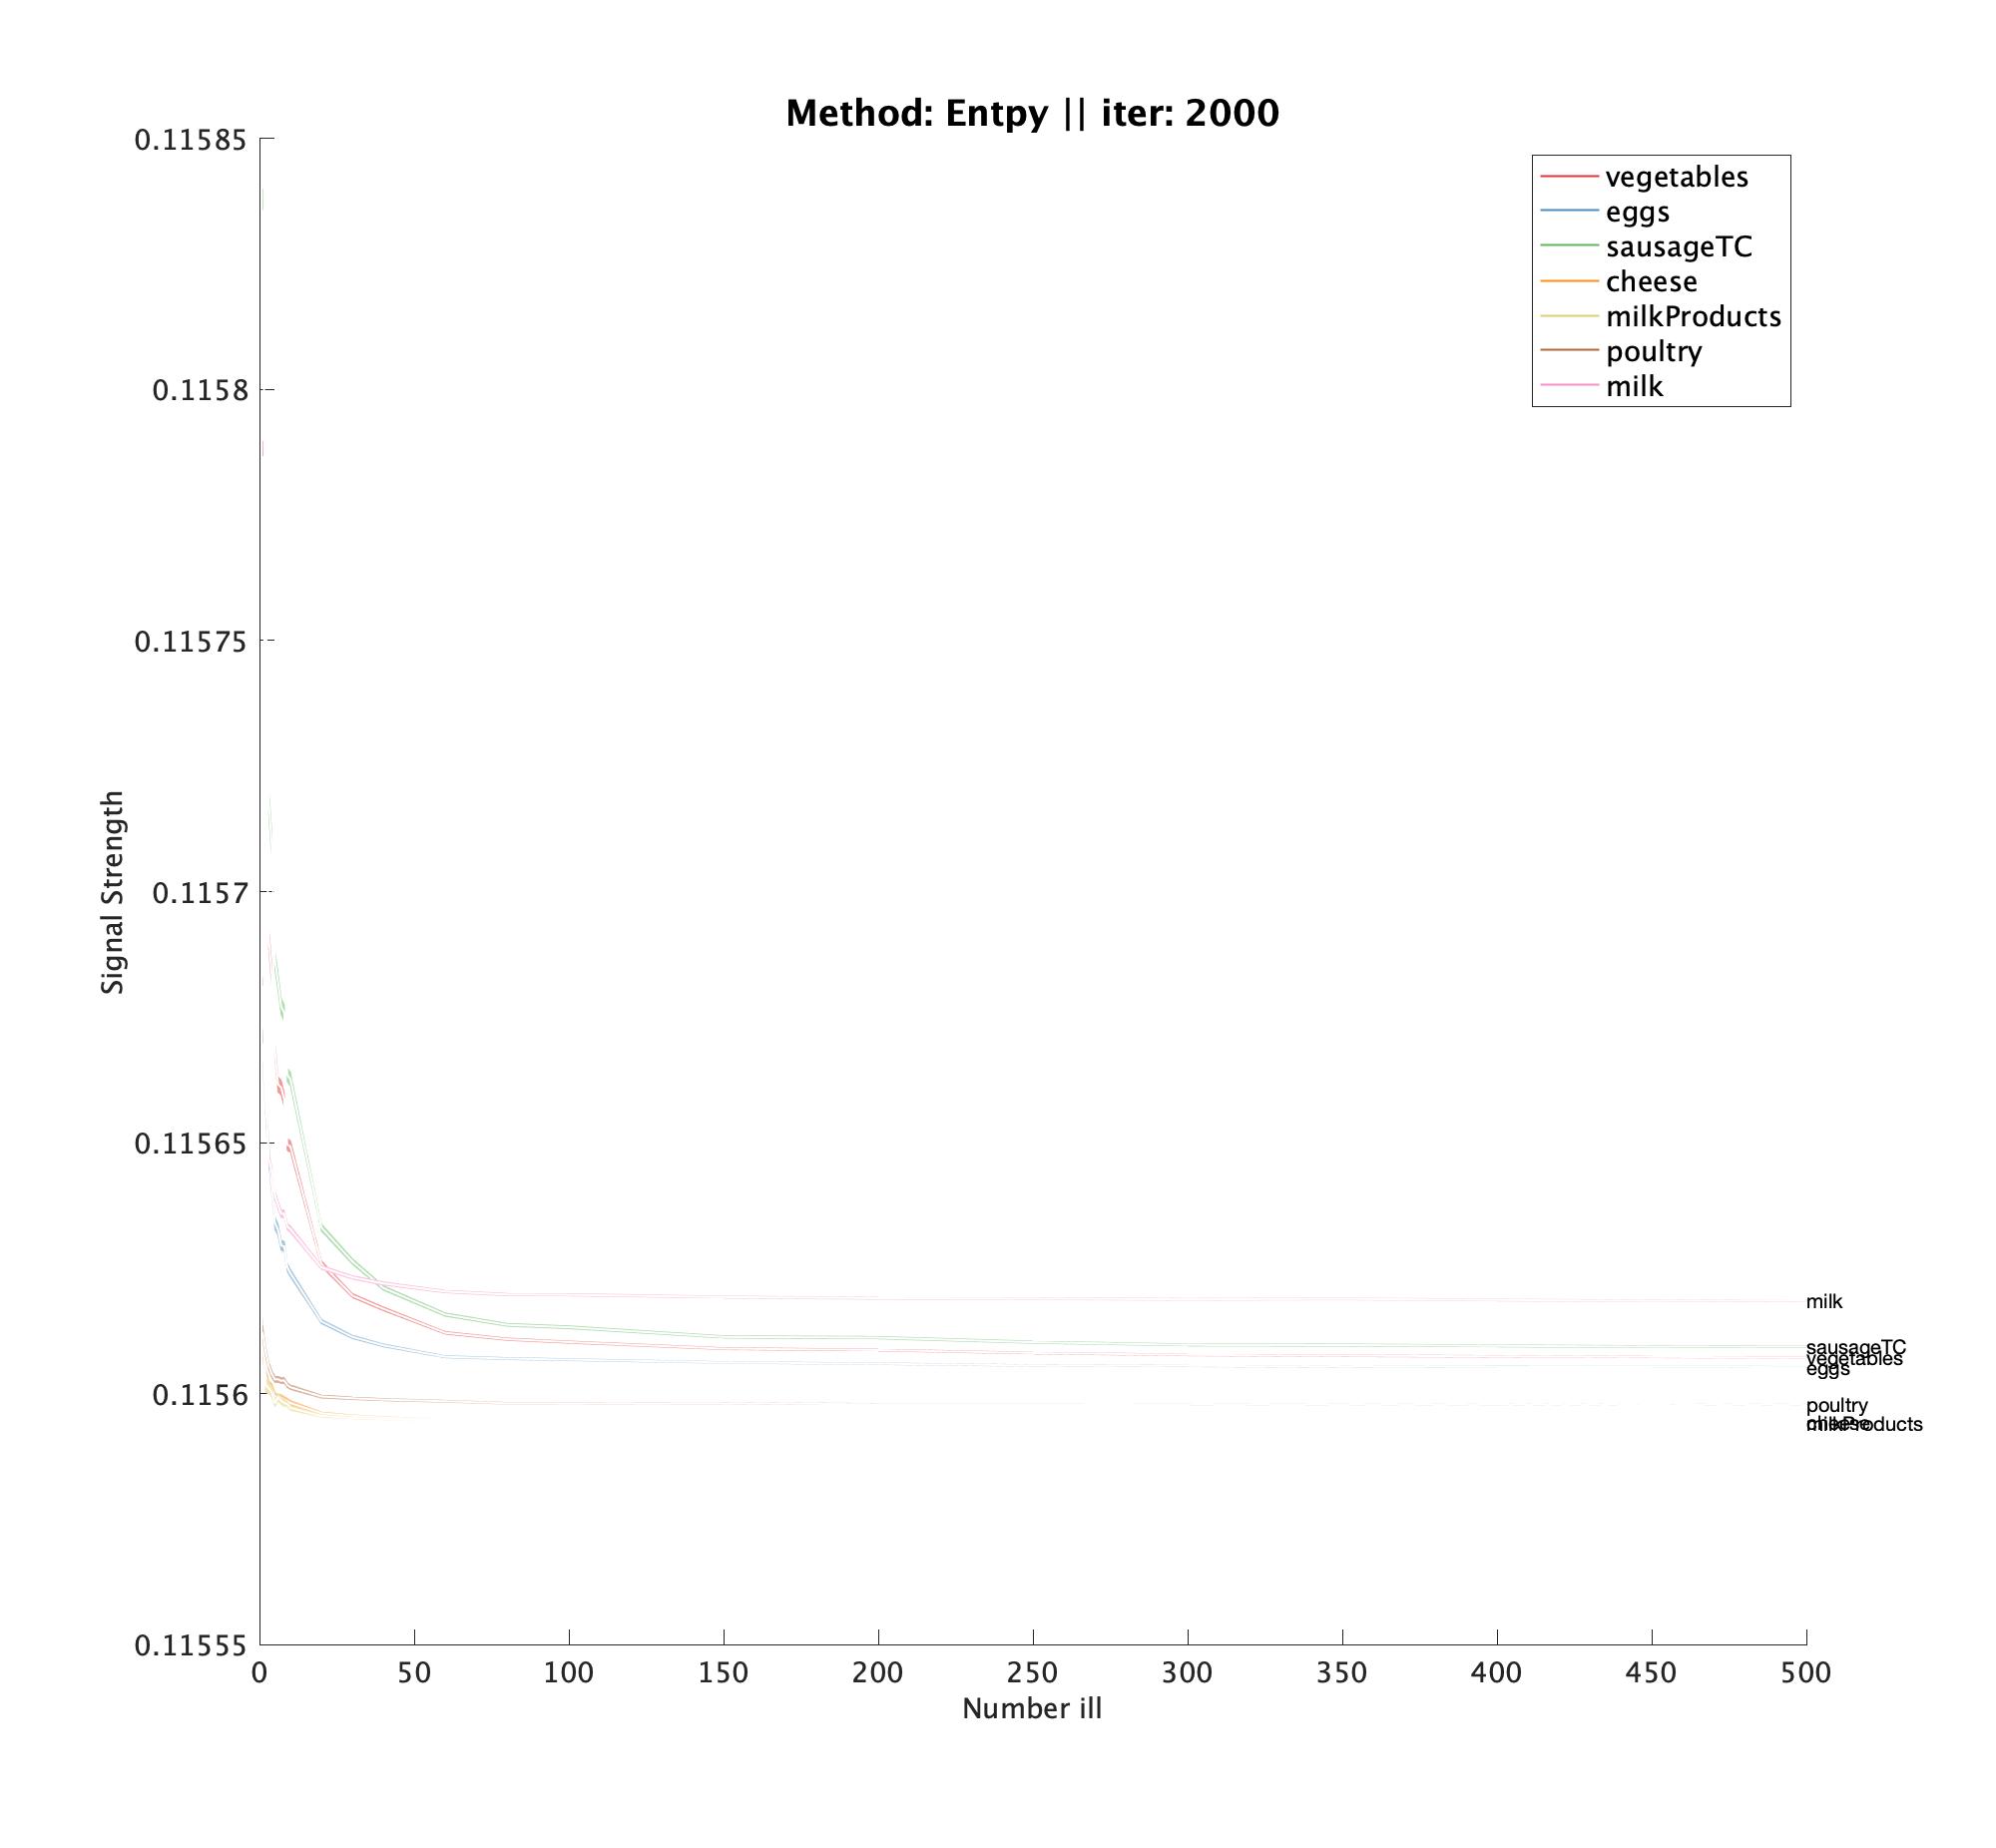 Method: Entpy || iter: 2000
0.11585
0.1158
0.11575
0.1157
0.11565
0.1156
0.11555
Signal Strength
vegetables
eggs
sausageTC
cheese
milkProducts
poultry
milk
milk
sausageTC
vegetables
eggs
poultry
cheese
milkProducts
0 50 100 150 200 250 300 350 400 450 500
Number ill